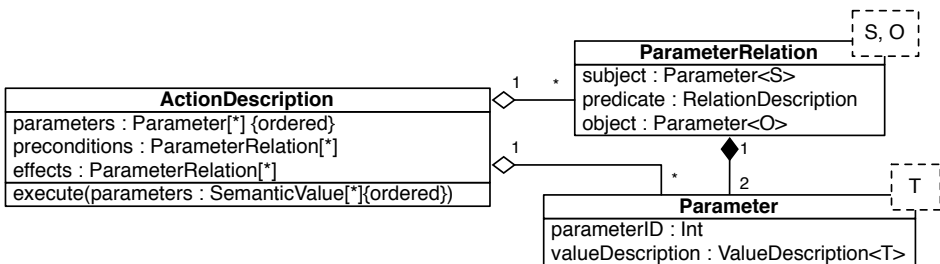 S, O
ParameterRelation
subject : Parameter<S>
predicate : RelationDescription
object : Parameter<O>
1
*
ActionDescription
parameters : Parameter[*] {ordered}
preconditions : ParameterRelation[*]
effects : ParameterRelation[*]
execute(parameters : SemanticValue[*]{ordered})
1
*
1
2
T
Parameter
parameterID : Int
valueDescription : ValueDescription<T>